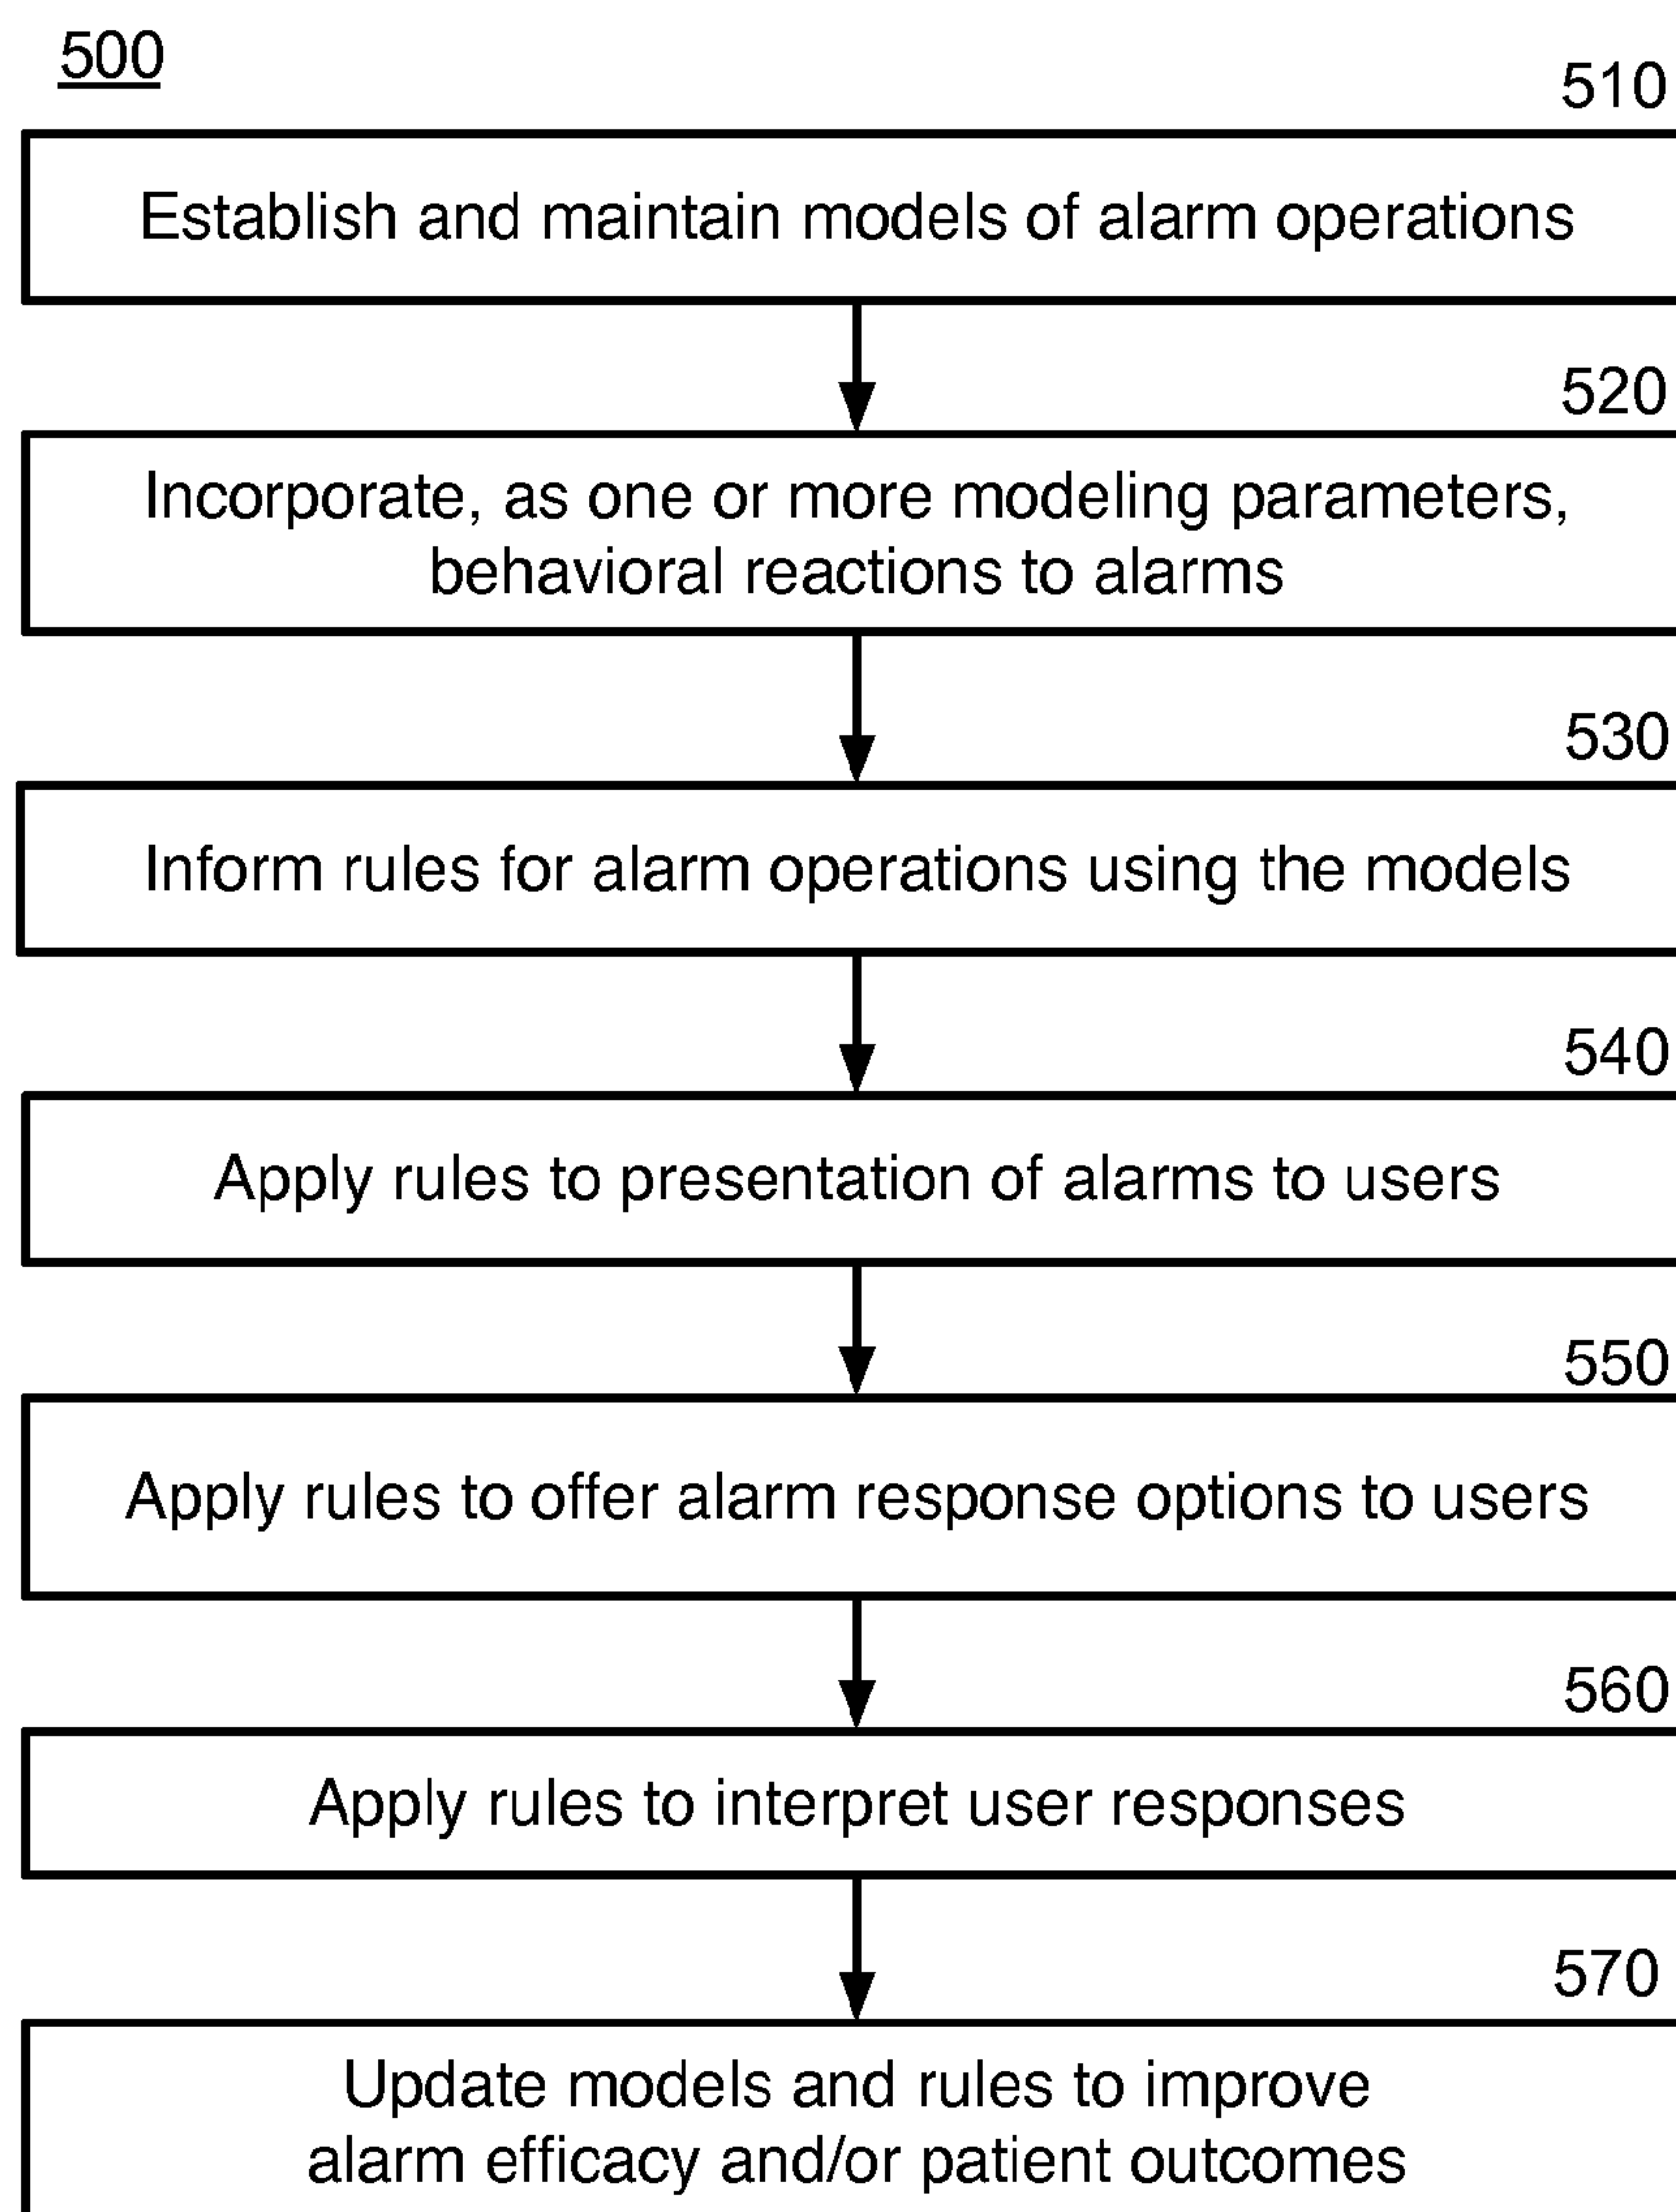 500
510
Establish and maintain models of alarm operations
520
Incorporate, as one or more modeling parameters,
behavioral reactions to alarms
530
Inform rules for alarm operations using the models
540
Apply rules to presentation of alarms to users
550
Apply rules to offer alarm response options to users
560
Apply rules to interpret user responses
570
Update models and rules to improve
alarm efficacy and/or patient outcomes